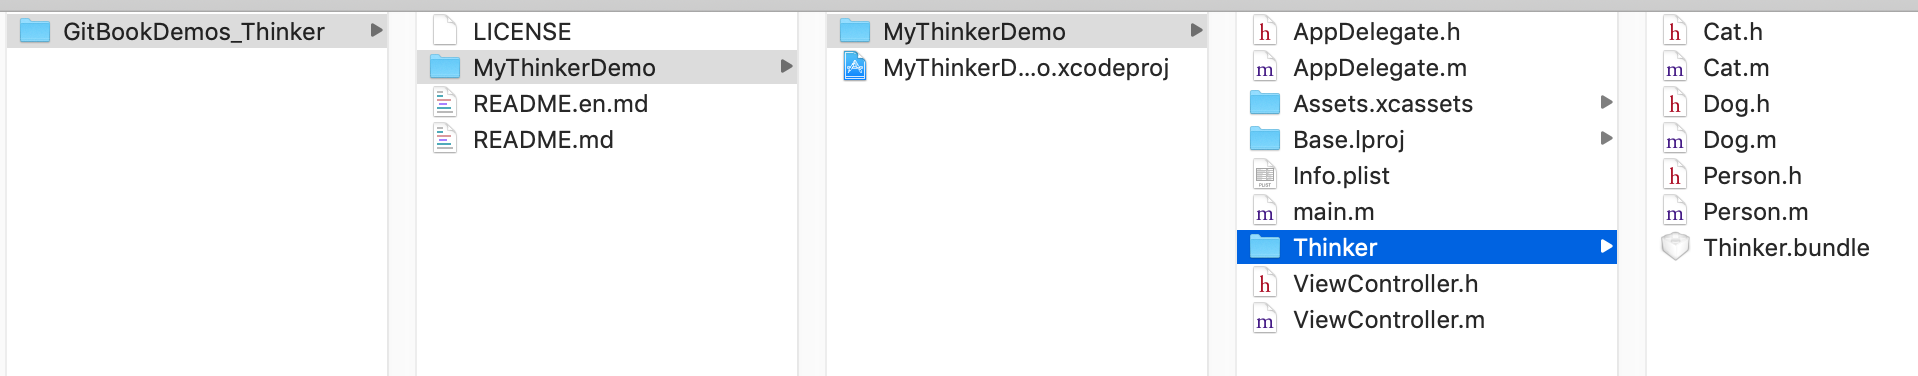 GitBookDemos_Thinker
LICENSE
MyThinkerDemo
README.en.md
README.md
MyThinkerDemo
MyThinkerD...o.xcodeproj
AppDelegate.h
AppDelegate.m
Assets.xcassets
Base.lproj
Info.plist
main.m
Thinker
ViewController.h
ViewController.m
Cat.h
Cat.m
Dog.h
Dog.m
Person.h
Person.m
Thinker.bundle